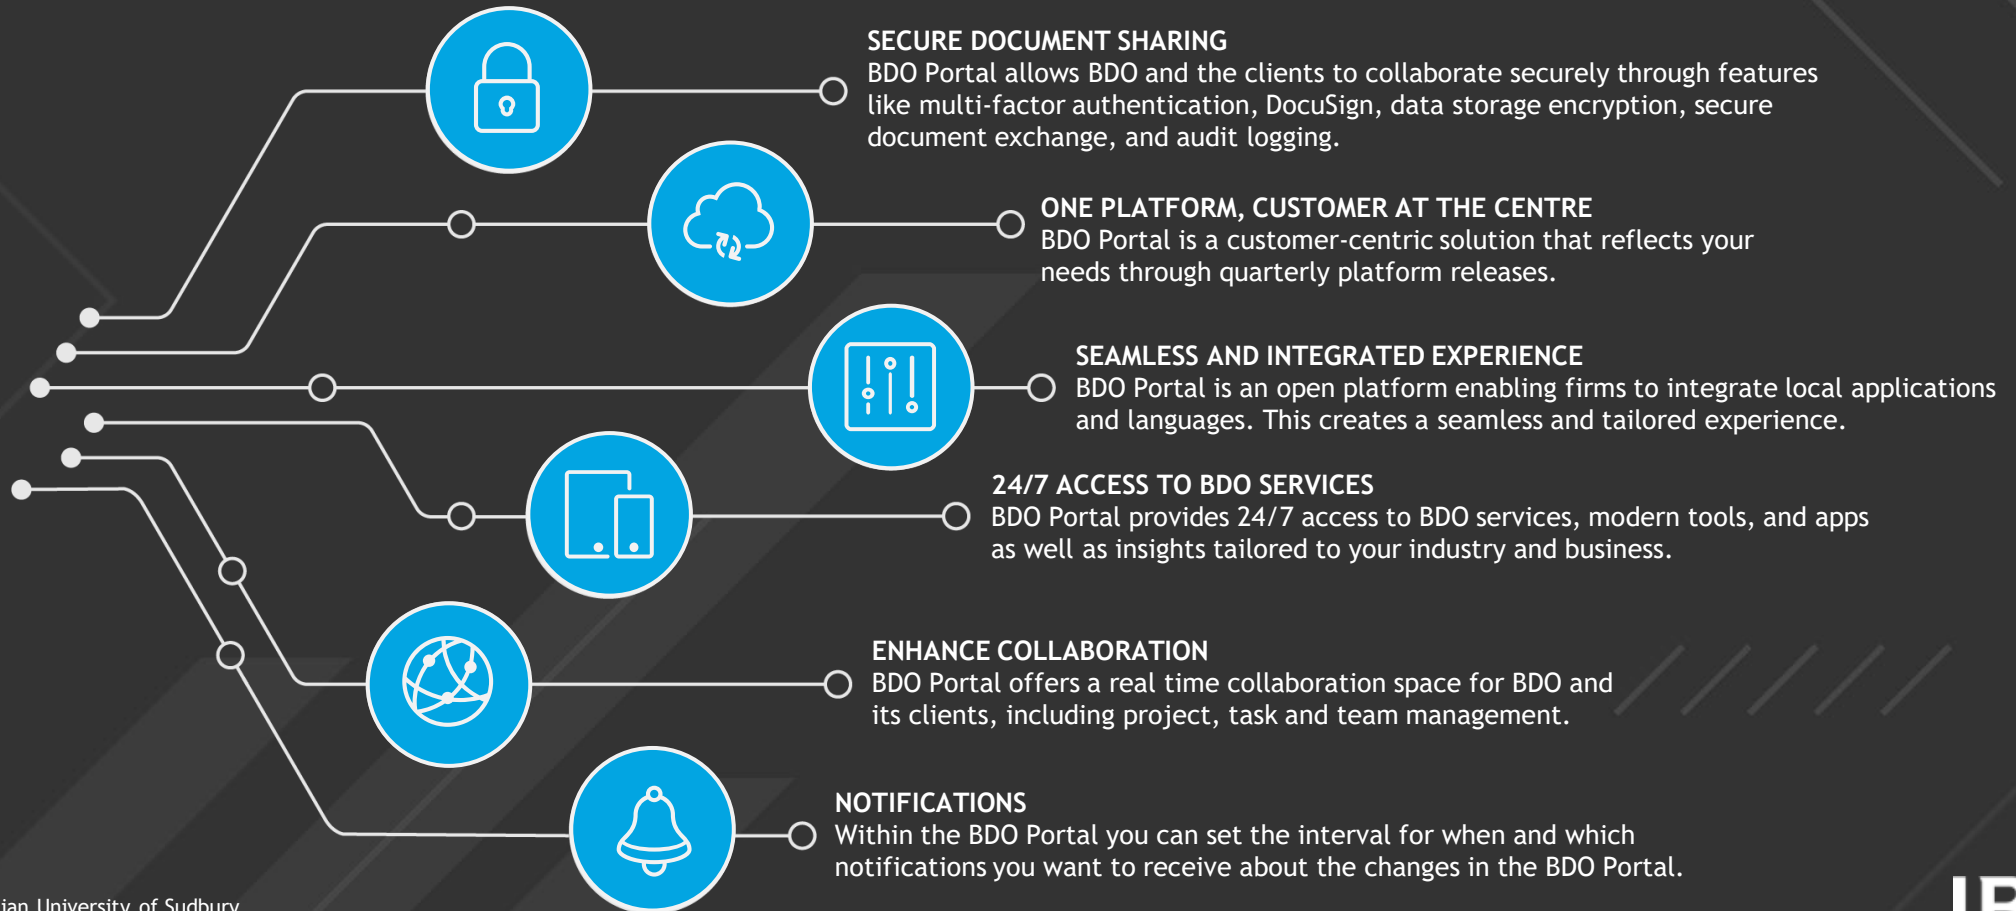 SECURE DOCUMENT SHARING
BDO Portal allows BDO and the clients to collaborate securely through features
like multi-factor authentication, DocuSign, data storage encryption, secure
document exchange, and audit logging.
ONE PLATFORM, CUSTOMER AT THE CENTRE
BDO Portal is a customer-centric solution that reflects your
needs through quarterly platform releases.
SEAMLESS AND INTEGRATED EXPERIENCE
BDO Portal is an open platform enabling firms to integrate local applications
and languages. This creates a seamless and tailored experience.
24/7 ACCESS TO BDO SERVICES
BDO Portal provides 24/7 access to BDO services, modern tools, and apps
as well as insights tailored to your industry and business.
ENHANCE COLLABORATION
BDO Portal offers a real time collaboration space for BDO and
its clients, including project, task and team management.
NOTIFICATIONS
Within the BDO Portal you can set the interval for when and which
notifications you want to receive about the changes in the BDO Portal.
University of Sudbury